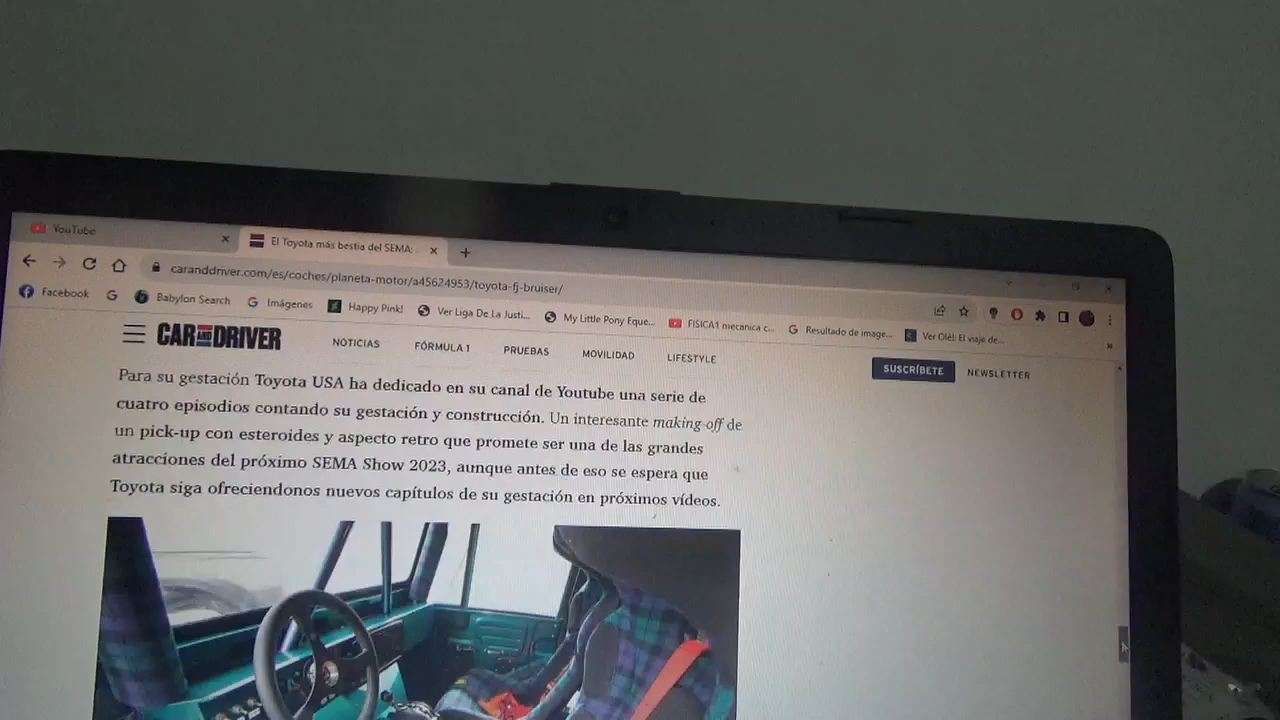 YouTube
El Toyota más bestia del SEMA:
caranddriver.com/es/coches/planeta-motor/a45624953/toyota-fj-bruiser/
Facebook
Babylon Search
Imágenes
Happy Pink!
Ver Liga De La Justi...
My Little Pony Eque...
FISICA1 mecanica c...
Resultado de image...
Ver Olé!: El viaje de...
CAR AND DRIVER
NOTICIAS
FÓRMULA 1
PRUEBAS
MOVILIDAD
LIFESTYLE
SUSCRÍBETE
NEWSLETTER
Para su gestación Toyota USA ha dedicado en su canal de Youtube una serie de
cuatro episodios contando su gestación y construcción. Un interesante making-off de
un pick-up con esteroides y aspecto retro que promete ser una de las grandes
atracciones del próximo SEMA Show 2023, aunque antes de eso se espera que
Toyota siga ofreciendonos nuevos capítulos de su gestación en próximos vídeos.